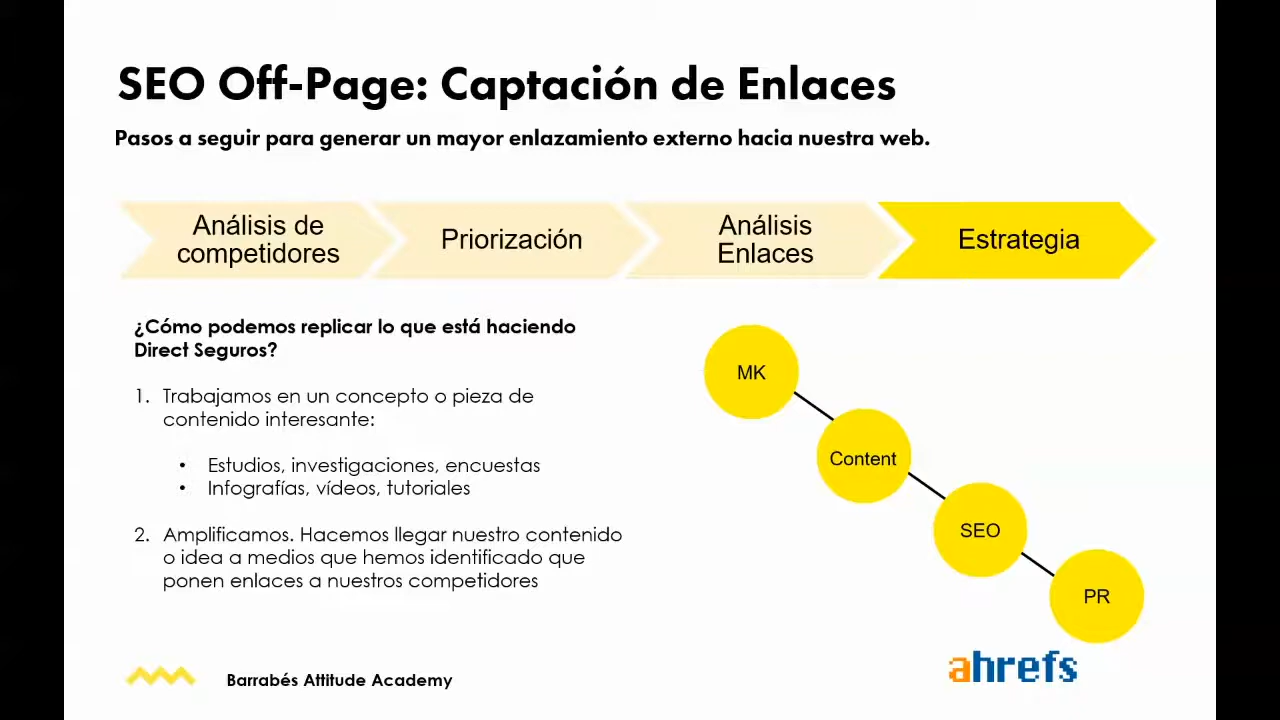 SEO Off-Page: Captación de Enlaces
Pasos a seguir para generar un mayor enlazamiento externo hacia nuestra web.
Análisis de
competidores
Priorización
Análisis
Enlaces
Estrategia
¿Cómo podemos replicar lo que está haciendo
Direct Seguros?
1. Trabajamos en un concepto o pieza de
contenido interesante:
• Estudios, investigaciones, encuestas
• Infografías, vídeos, tutoriales
2. Amplificamos. Hacemos llegar nuestro contenido
o idea a medios que hemos identificado que
ponen enlaces a nuestros competidores
MK
Content
SEO
PR
Barrabés Attitude Academy
ahrefs